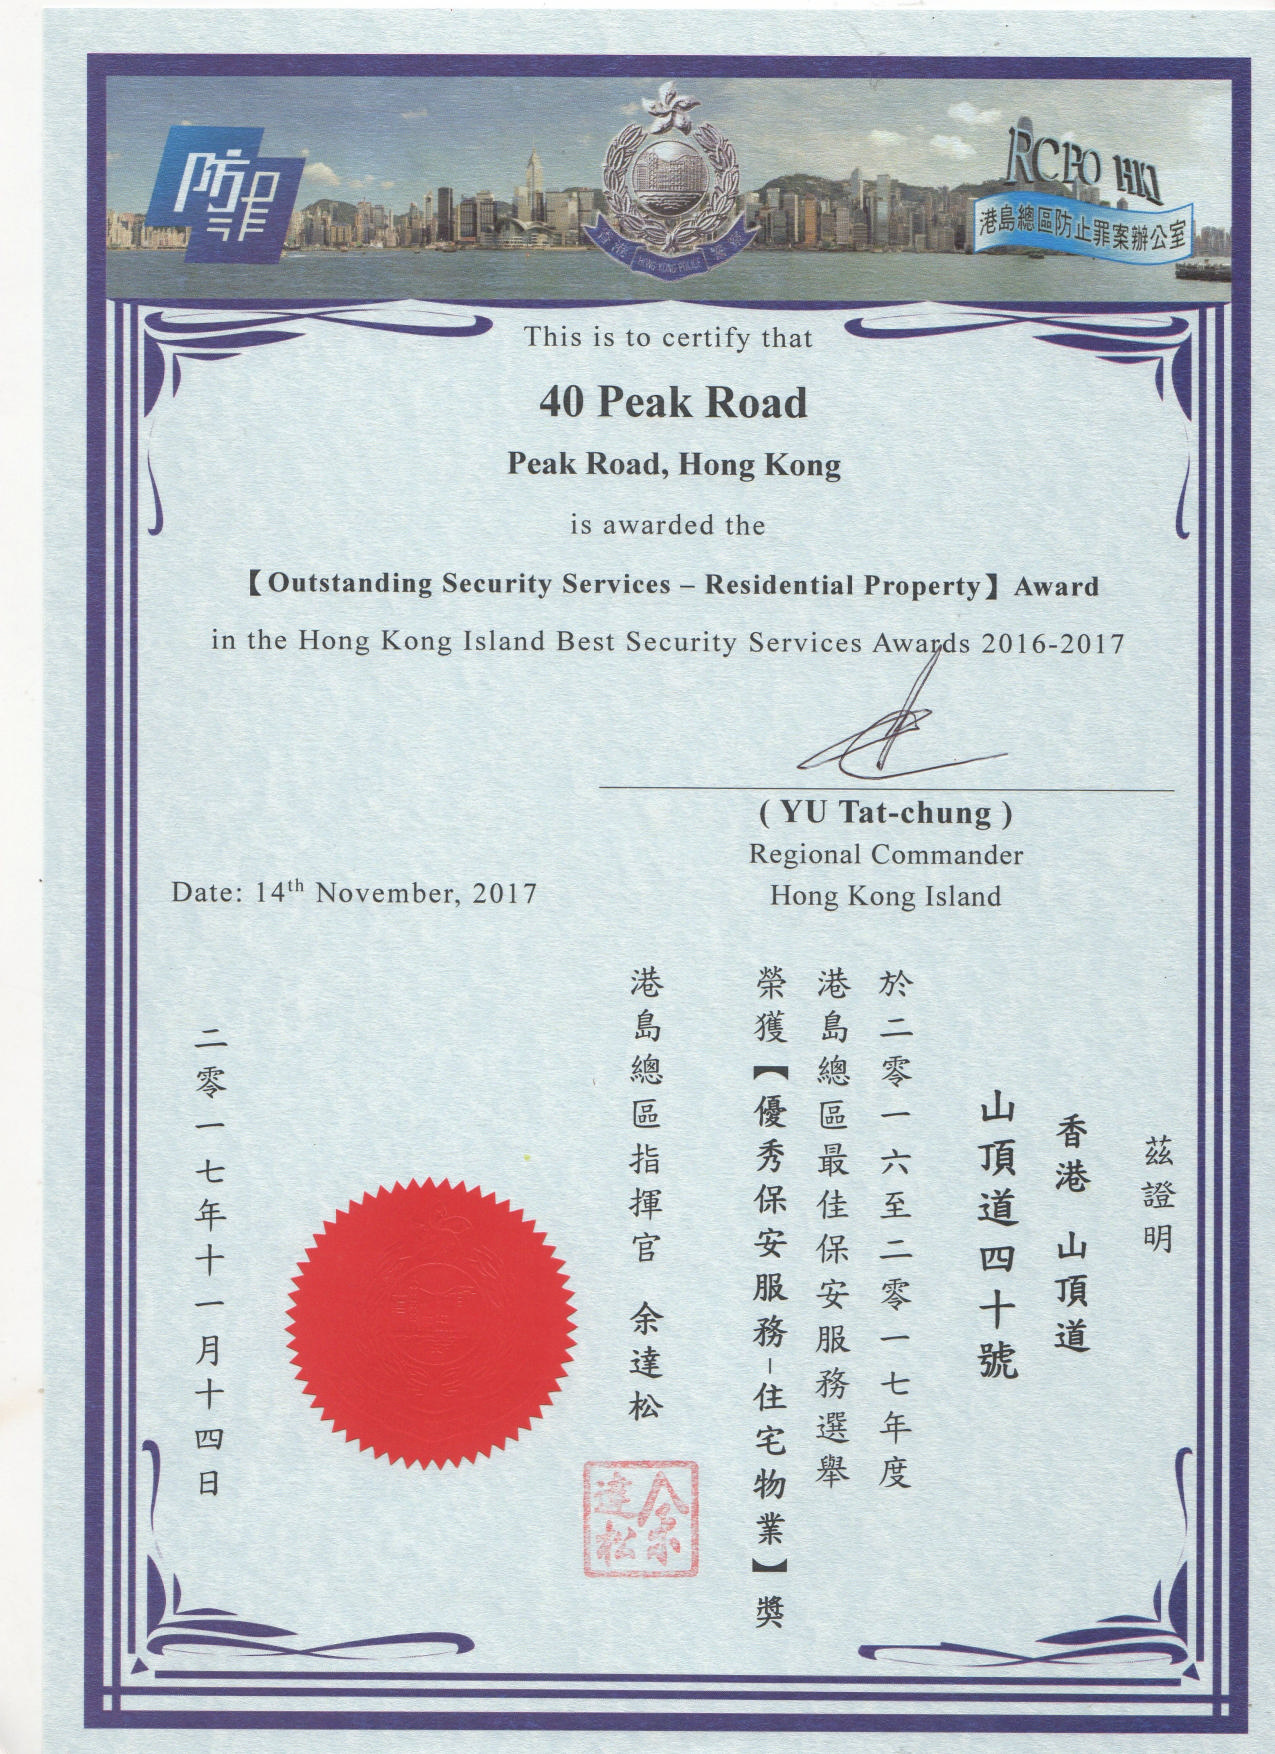 防罪
香港 警察
HONG KONG POLICE
RCPO HKI
港島總區防止罪案辦公室
This is to certify that
40 Peak Road
Peak Road, Hong Kong
is awarded the
【Outstanding Security Services – Residential Property】Award
in the Hong Kong Island Best Security Services Awards 2016-2017
( YU Tat-chung )
Regional Commander
Hong Kong Island
Date: 14th November, 2017
茲證明
香港 山頂道
山頂道四十號
於二零一六至二零一七年度
港島總區最佳保安服務選舉
榮獲【優秀保安服務–住宅物業】獎
港島總區指揮官 余達松
二零一七年十一月十四日
余達松